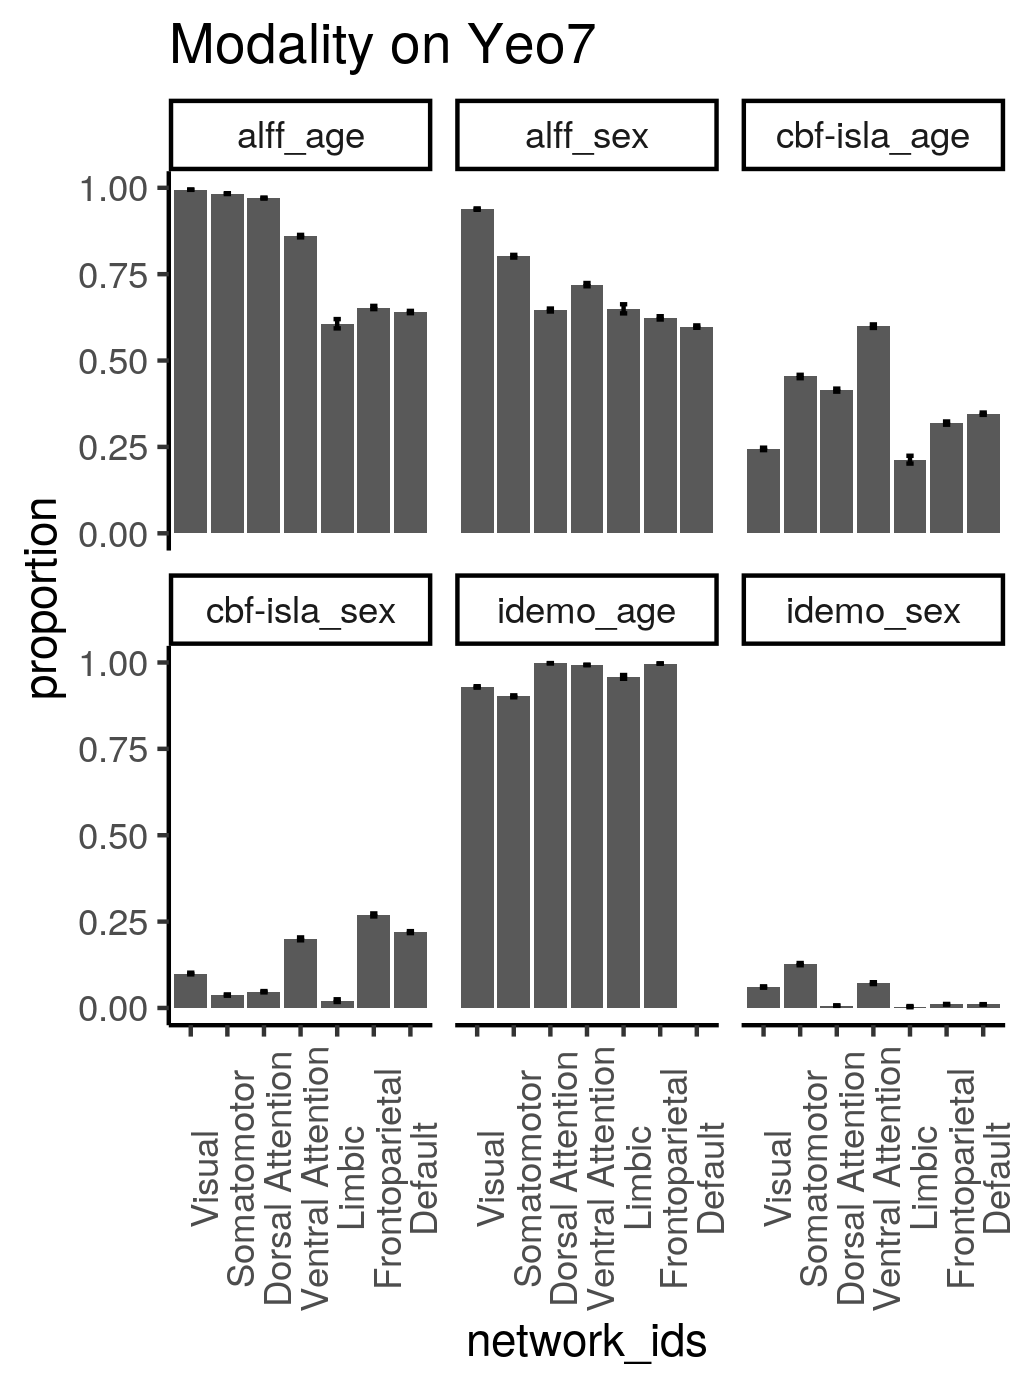 Modality on Yeo7
alff_age alff_sex cbf-isla_age
1.00
0.75
0.50
0.25
0.00
cbf-isla_sex idemo_age idemo_sex
1.00
0.75
0.50
0.25
0.00
proportion
Visual
Somatomotor
Dorsal Attention
Ventral Attention
Limbic
Frontoparietal
Default
Visual
Somatomotor
Dorsal Attention
Ventral Attention
Limbic
Frontoparietal
Default
Visual
Somatomotor
Dorsal Attention
Ventral Attention
Limbic
Frontoparietal
Default
network_ids